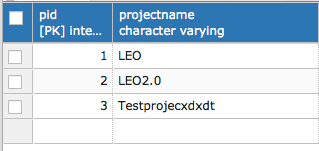 pid projectname
[PK] inte... character varying
1 LEO
2 LEO2.0
3 Testprojecxdxdt